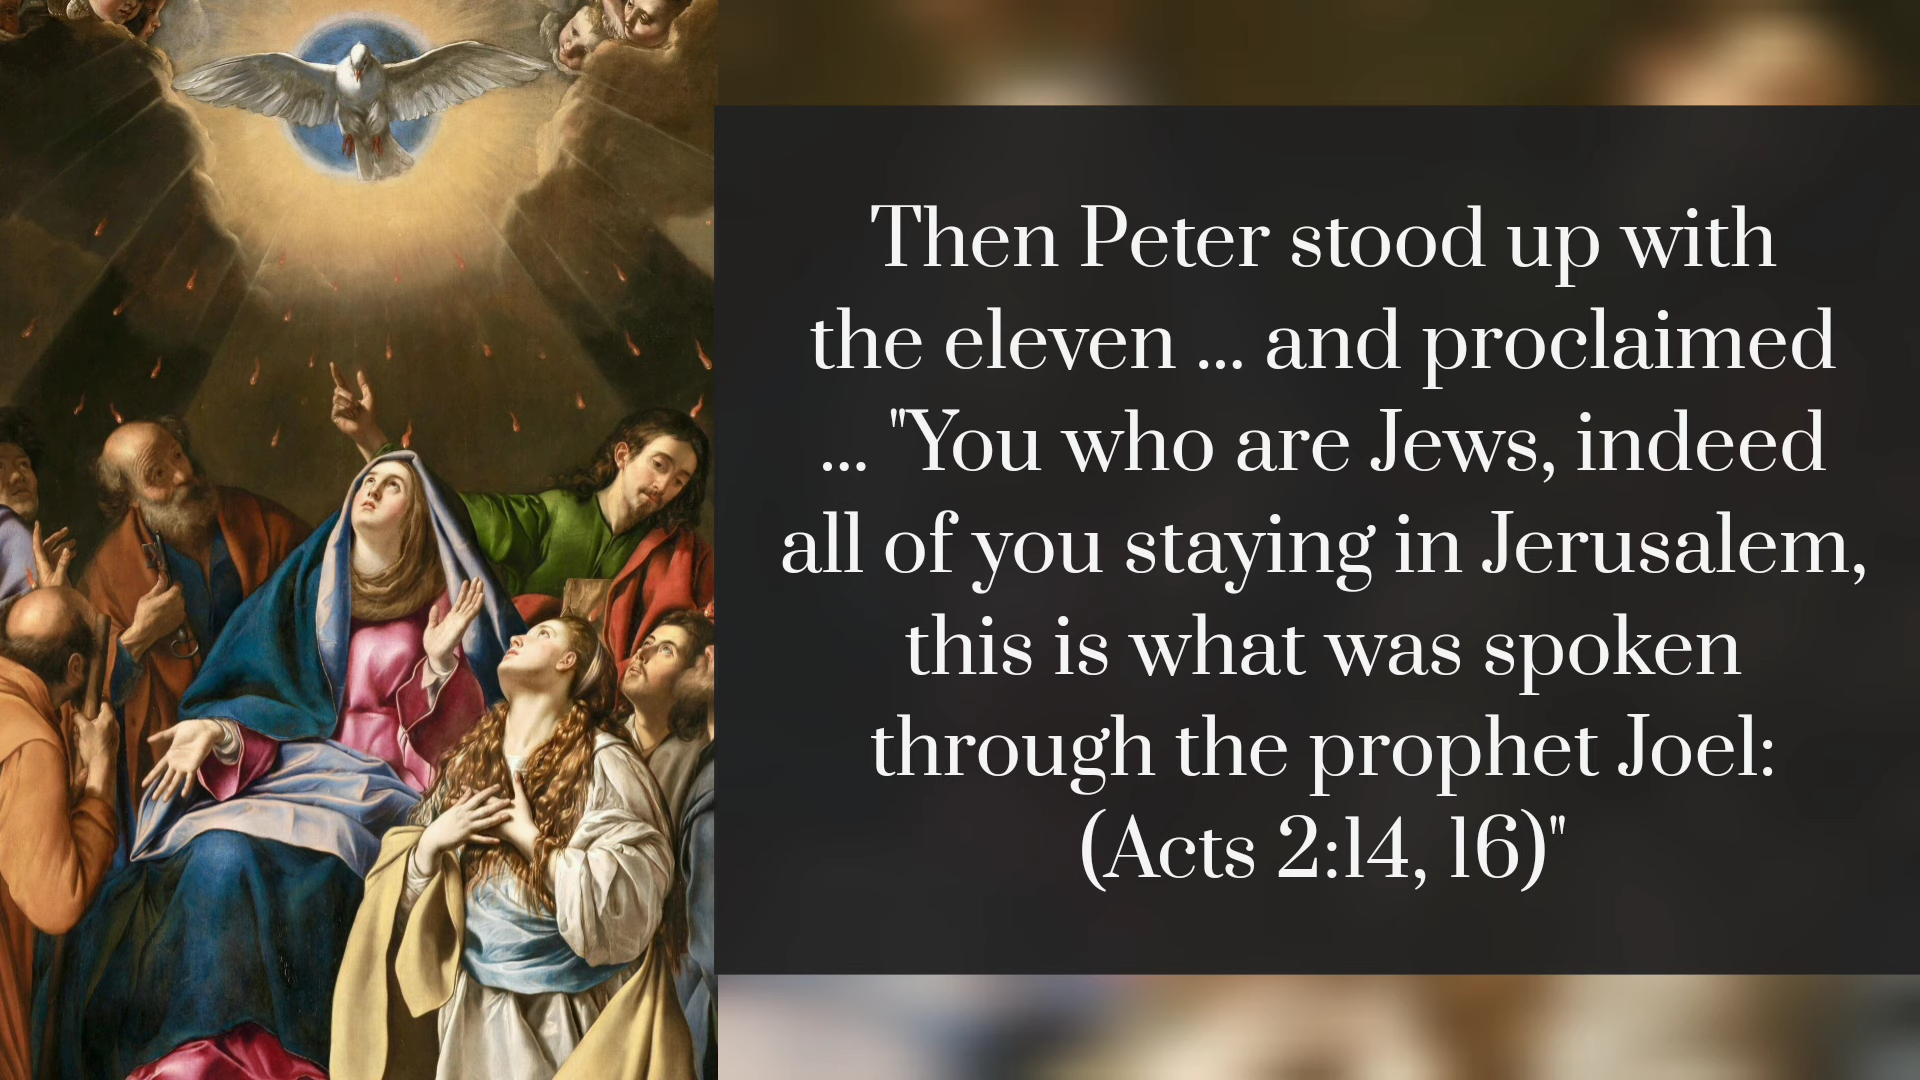 Then Peter stood up with
the eleven ... and proclaimed
... "You who are Jews, indeed
all of you staying in Jerusalem,
this is what was spoken
through the prophet Joel:
(Acts 2:14, 16)"